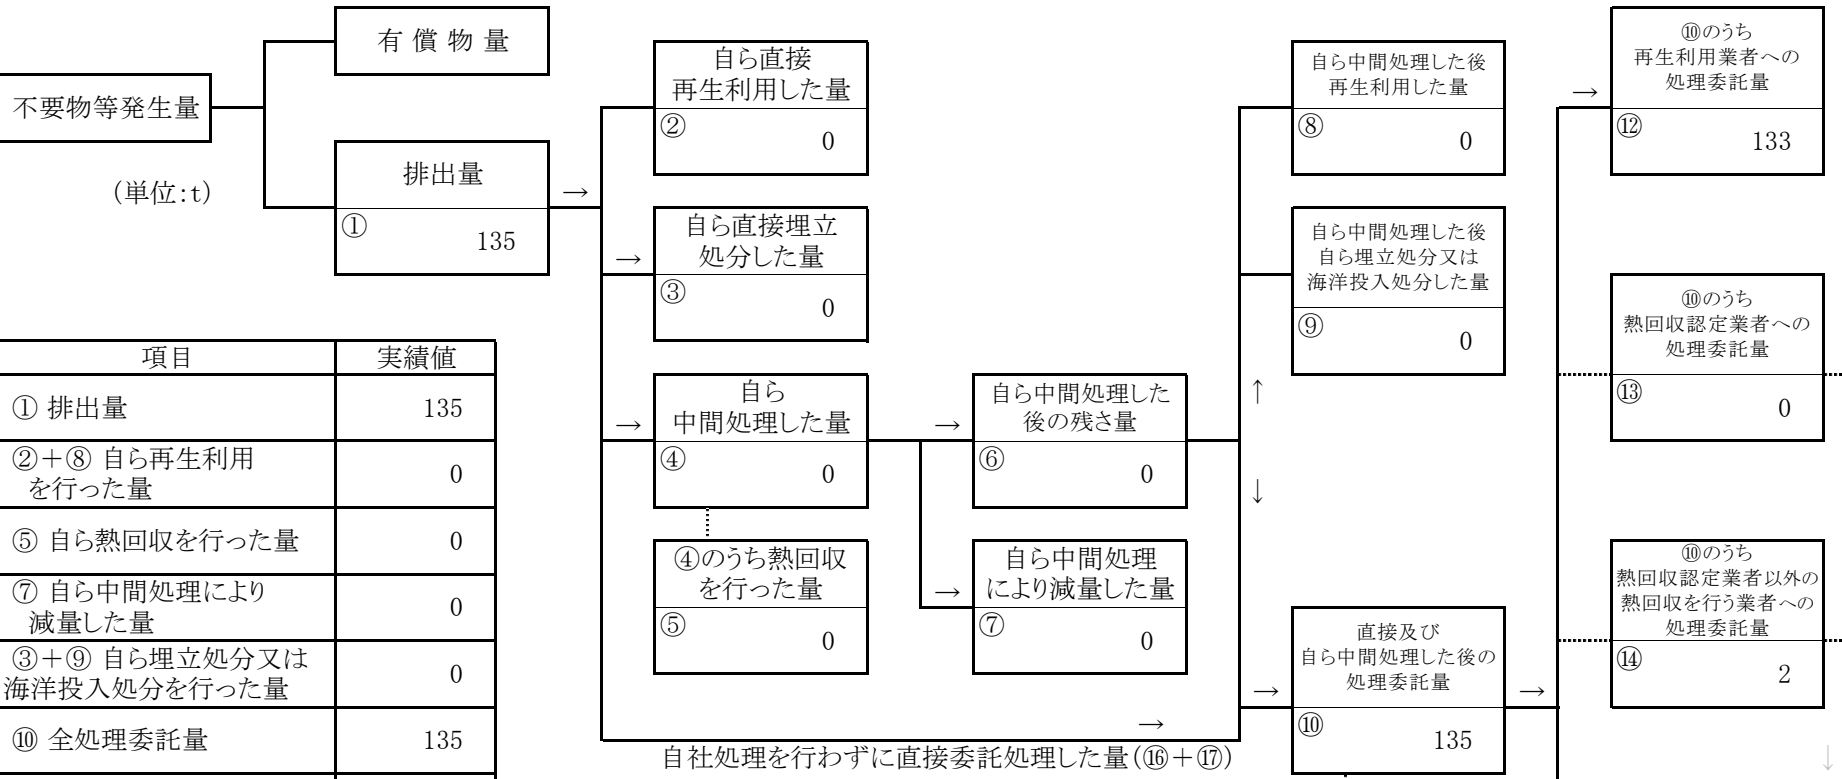 有 償 物 量
不要物等発生量
(単位:t)
排出量
①
135
→
自ら直接
再生利用した量
②
0
→
自ら直接埋立
処分した量
③
0
→
自ら
中間処理した量
④
0
④のうち熱回収
を行った量
⑤
0
→
自ら中間処理した
後の残さ量
⑥
0
→
自ら中間処理
により減量した量
⑦
0
↑
↓
自ら中間処理した後
再生利用した量
⑧
0
自ら中間処理した後
自ら埋立処分又は
海洋投入処分した量
⑨
0
→
自社処理を行わずに直接委託処理した量(⑯+⑰)
→
直接及び
自ら中間処理した後の
処理委託量
⑩
135
→
→
⑩のうち
再生利用業者への
処理委託量
⑫
133
⑩のうち
熱回収認定業者への
処理委託量
⑬
0
⑩のうち
熱回収認定業者以外の
熱回収を行う業者への
処理委託量
⑭
2
↓
項目 実績値
① 排出量 135
②+⑧ 自ら再生利用
を行った量 0
⑤ 自ら熱回収を行った量 0
⑦ 自ら中間処理により
減量した量 0
③+⑨ 自ら埋立処分又は
海洋投入処分を行った量 0
⑩ 全処理委託量 135